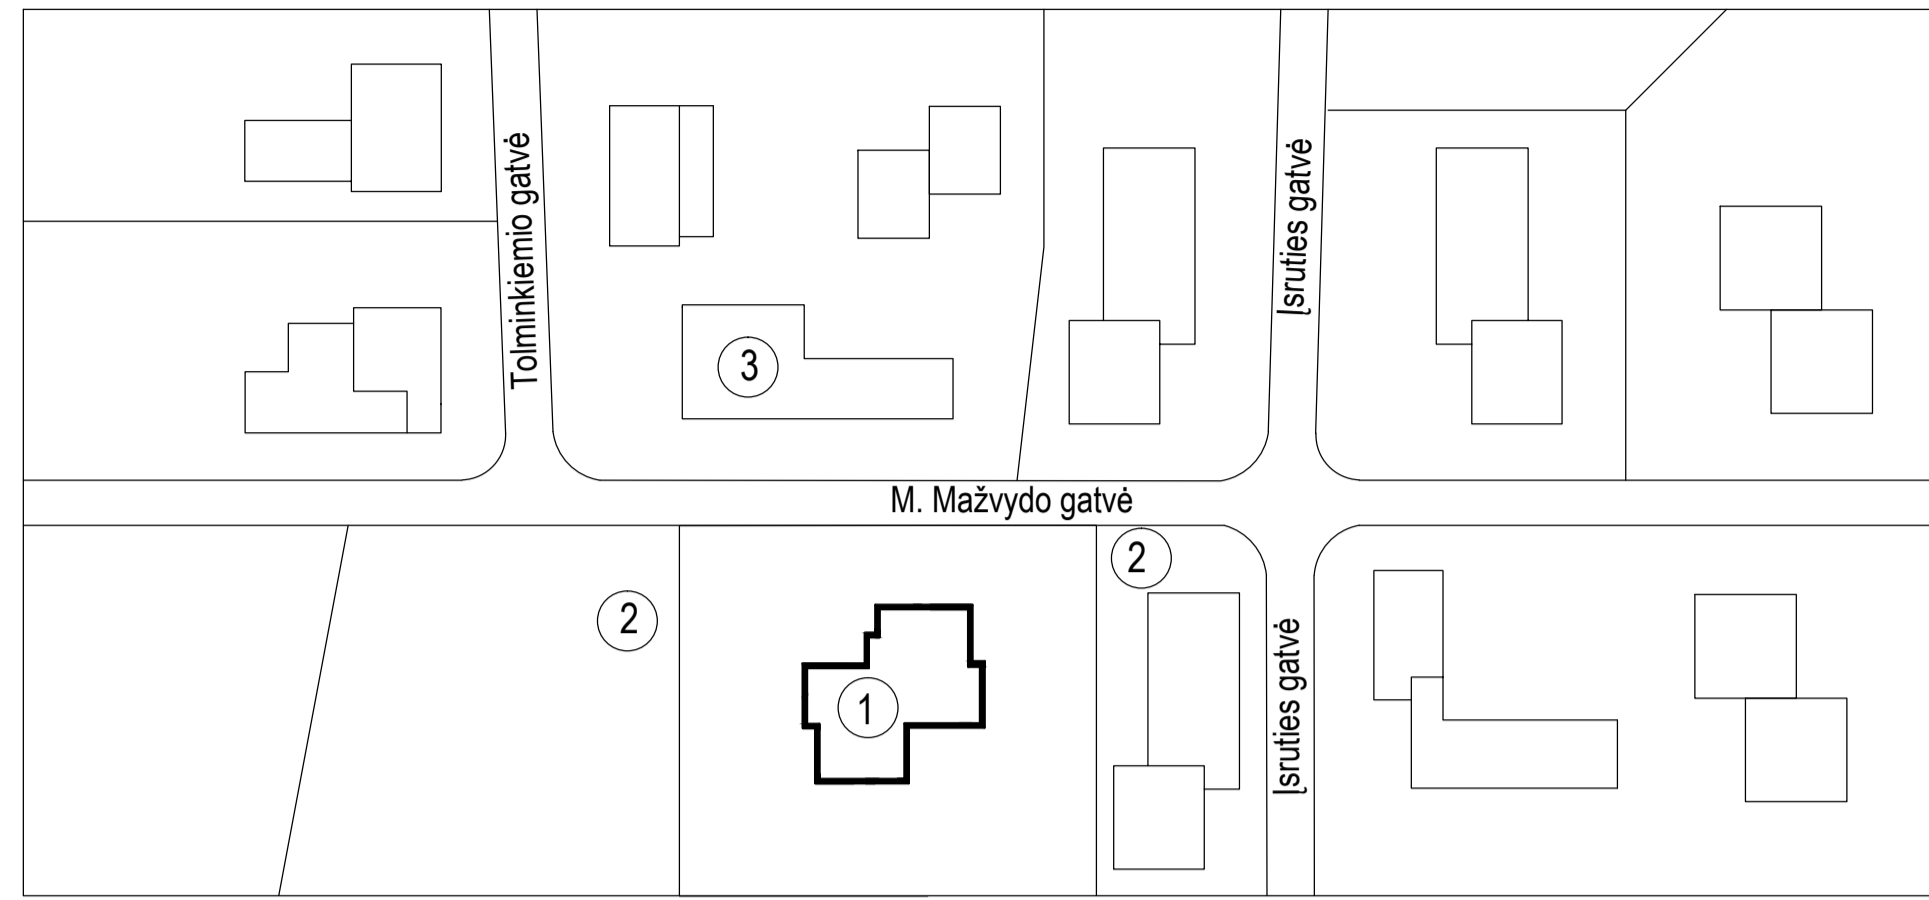 Tolminkiemio gatvė
Įsruties gatvė
3
M. Mažvydo gatvė
2
2
1
Įsruties gatvė